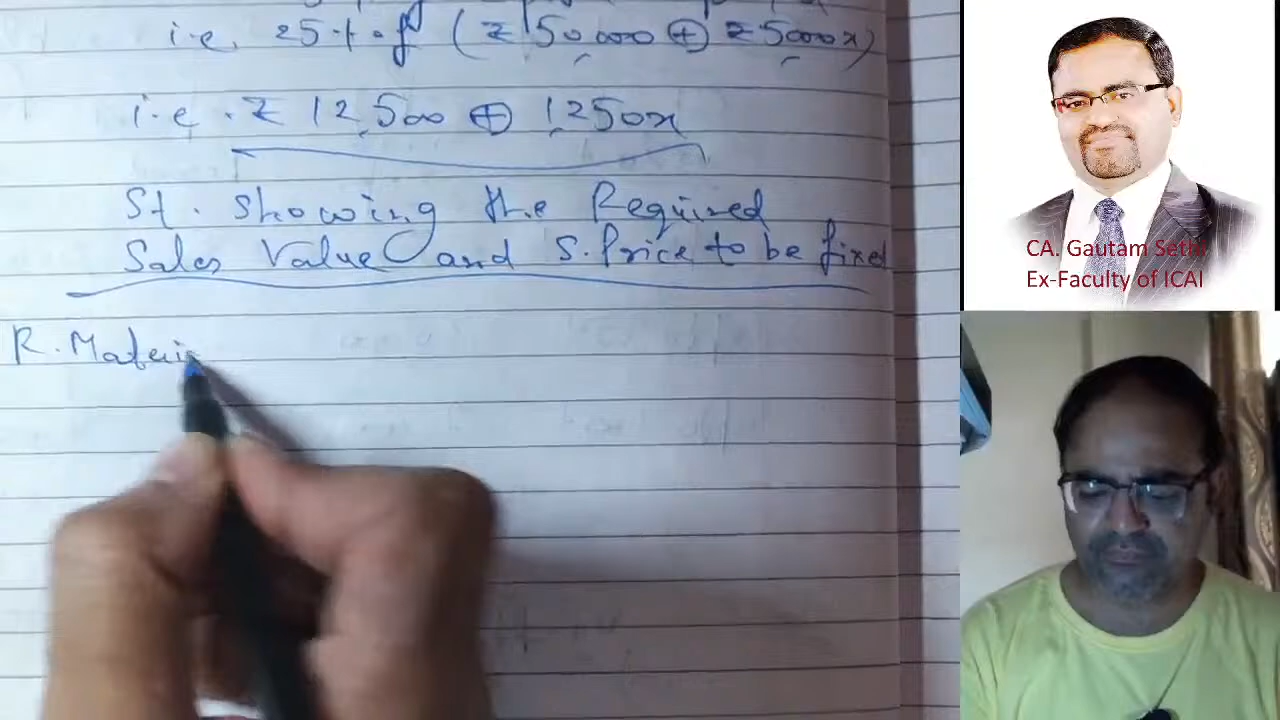 i.e. 25% of (₹50,000 ⊕ ₹5000x)
i.e. ₹12,500 ⊕ 1250x
St. showing the Required
Sales Value and S. Price to be fixed
R. Materi
CA. Gautam Sethi
Ex-Faculty of ICAI